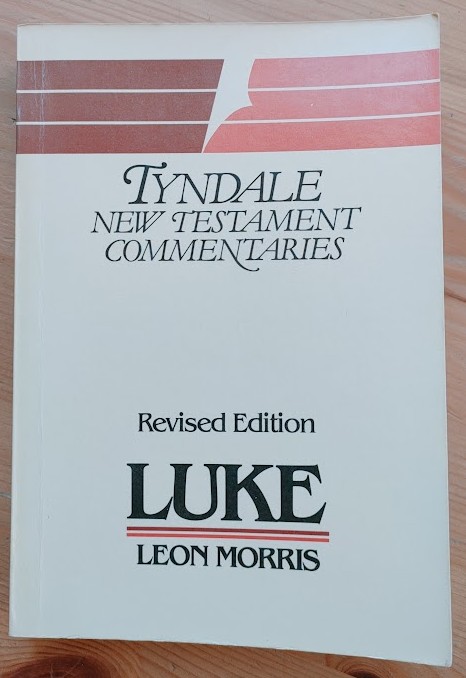 TYNDALE
NEW TESTAMENT
COMMENTARIES
Revised Edition
LUKE
LEON MORRIS